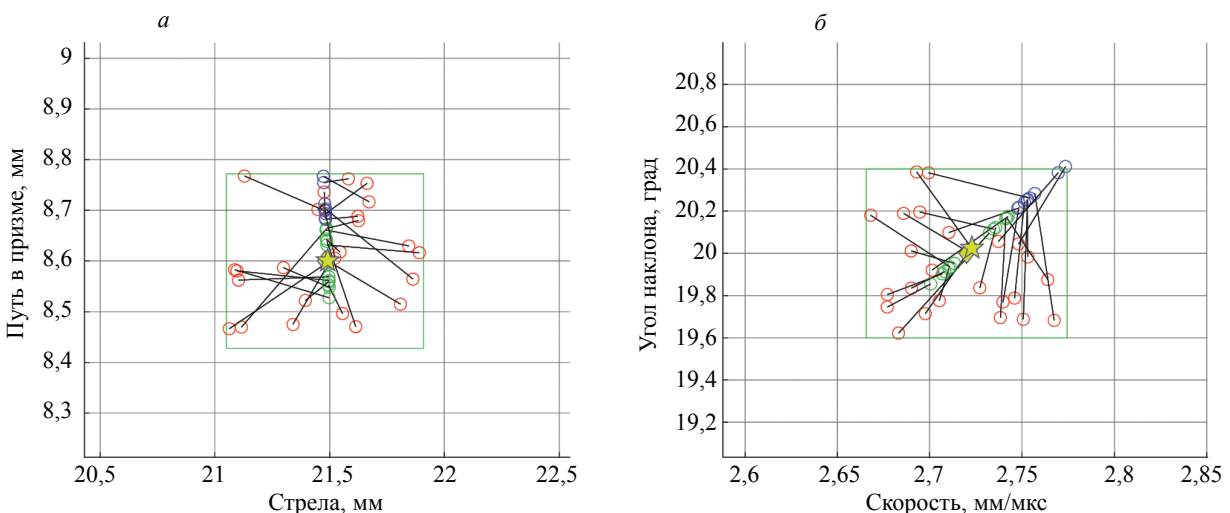 а
Путь в призме, мм
9
8,9
8,8
8,7
8,6
8,5
8,4
8,3
20,5 21 21,5 22 22,5
Стрела, мм
б
Угол наклона, град
20,8
20,6
20,4
20,2
20
19,8
19,6
19,4
19,2
2,6 2,65 2,7 2,75 2,8 2,85
Скорость, мм/мкс